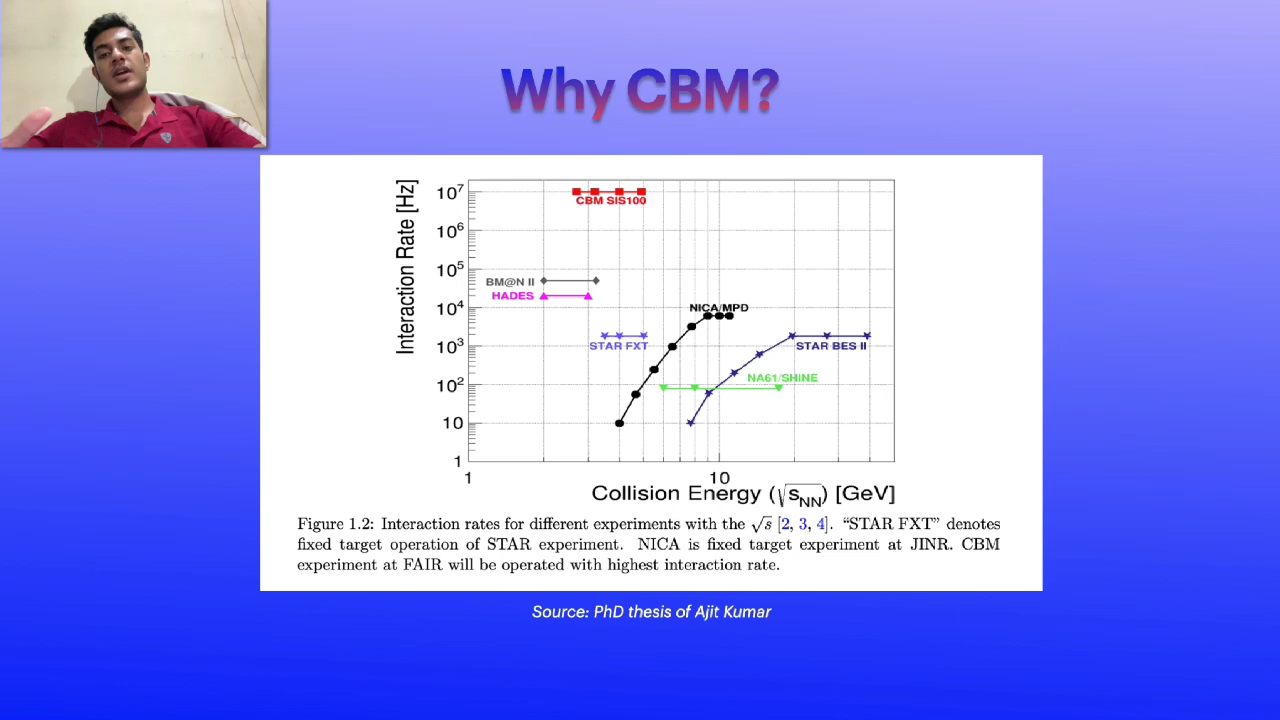 Why CBM?
Interaction Rate [Hz]
10⁷
10⁶
10⁵
10⁴
10³
10²
10
1
CBM SIS100
BM@N II
HADES
NICA/MPD
STAR FXT
STAR BES II
NA61/SHINE
1
10
Collision Energy (√sNN) [GeV]
Figure 1.2: Interaction rates for different experiments with the √s [2, 3, 4]. “STAR FXT” denotes
fixed target operation of STAR experiment. NICA is fixed target experiment at JINR. CBM
experiment at FAIR will be operated with highest interaction rate.
Source: PhD thesis of Ajit Kumar